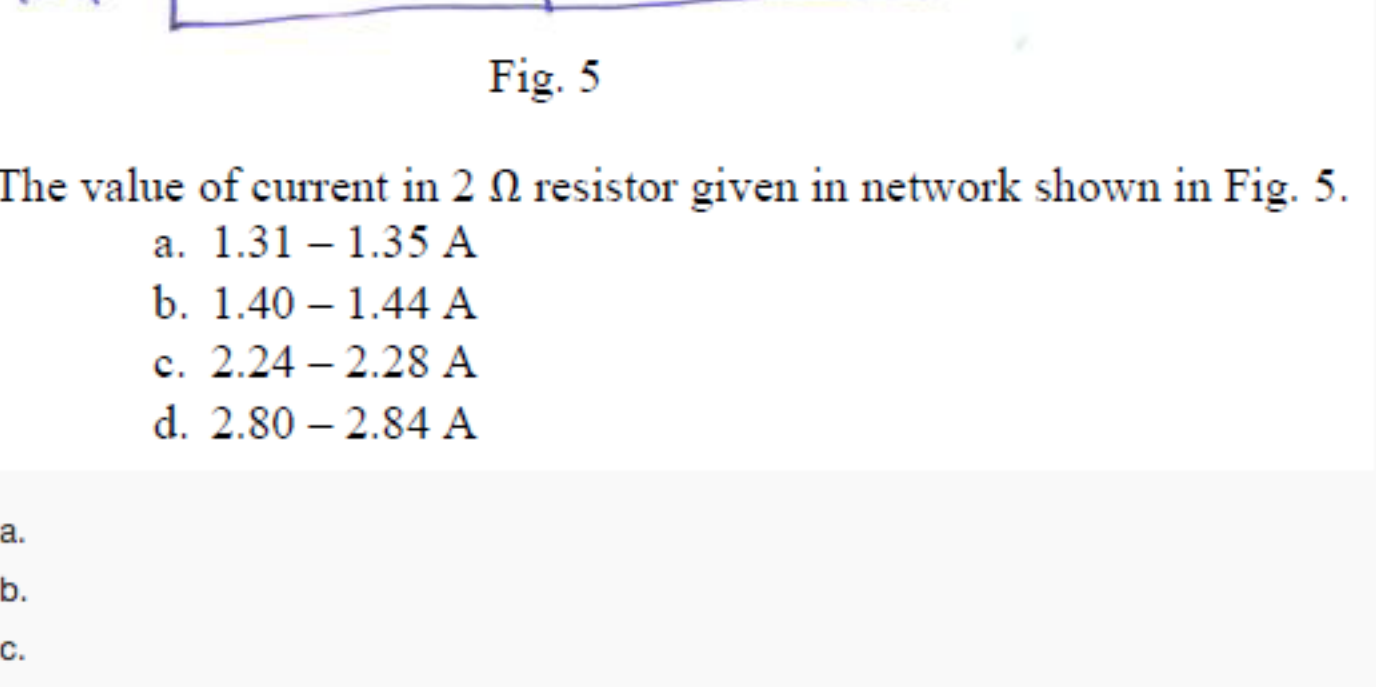 Fig. 5
The value of current in 2 Ω resistor given in network shown in Fig. 5.
a. 1.31 – 1.35 A
b. 1.40 – 1.44 A
c. 2.24 – 2.28 A
d. 2.80 – 2.84 A
a.
b.
c.